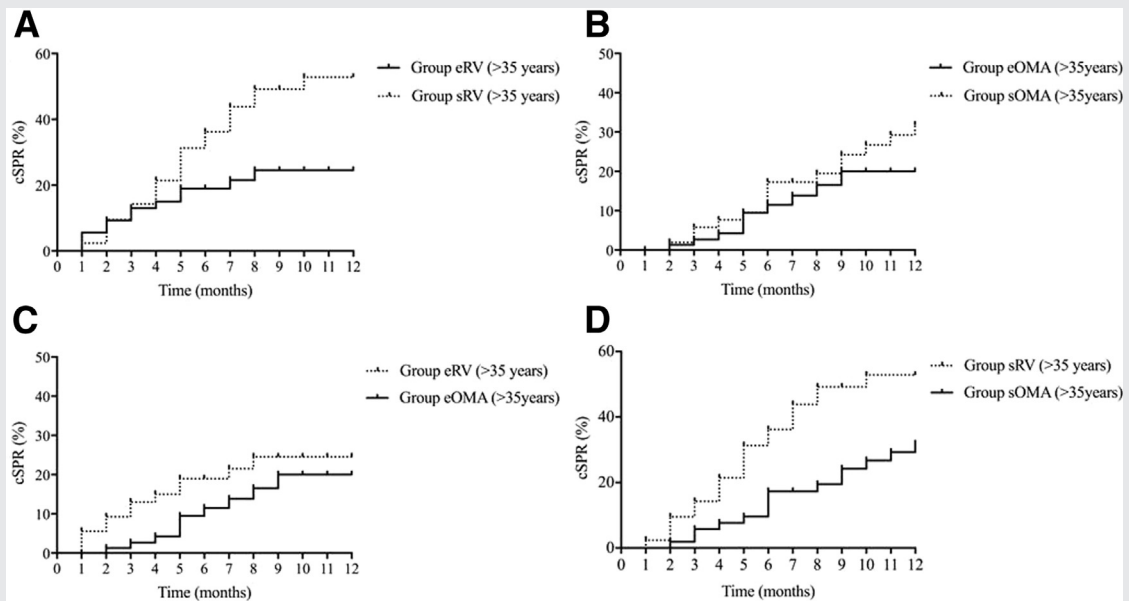 A
cSPR (%)
60
40
20
0
0 1 2 3 4 5 6 7 8 9 10 11 12
Time (months)
Group eRV (>35 years)
Group sRV (>35 years)
B
cSPR (%)
50
40
30
20
10
0
0 1 2 3 4 5 6 7 8 9 10 11 12
Time (months)
Group eOMA (>35years)
Group sOMA (>35years)
C
cSPR (%)
50
40
30
20
10
0
0 1 2 3 4 5 6 7 8 9 10 11 12
Time (months)
Group eRV (>35 years)
Group eOMA (>35years)
D
cSPR (%)
60
40
20
0
0 1 2 3 4 5 6 7 8 9 10 11 12
Time (months)
Group sRV (>35 years)
Group sOMA (>35years)